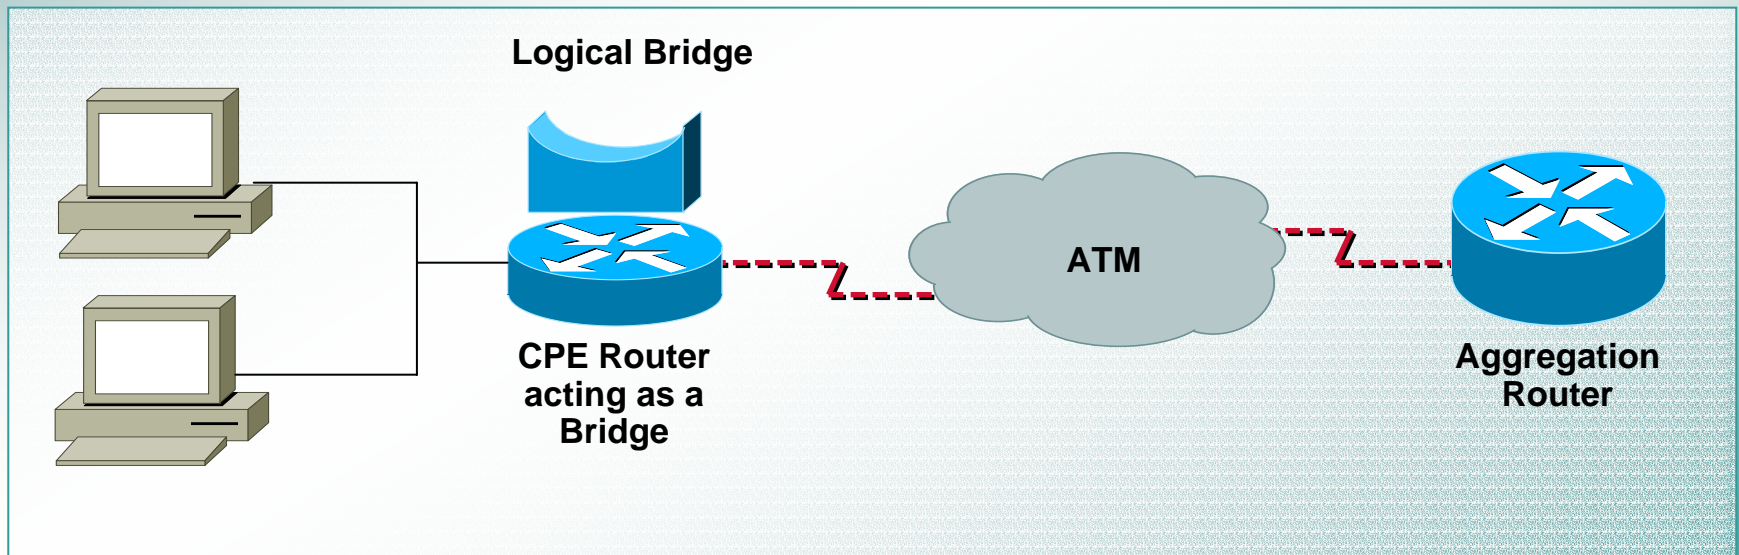 Logical Bridge
ATM
CPE Router
acting as a
Bridge
Aggregation
Router